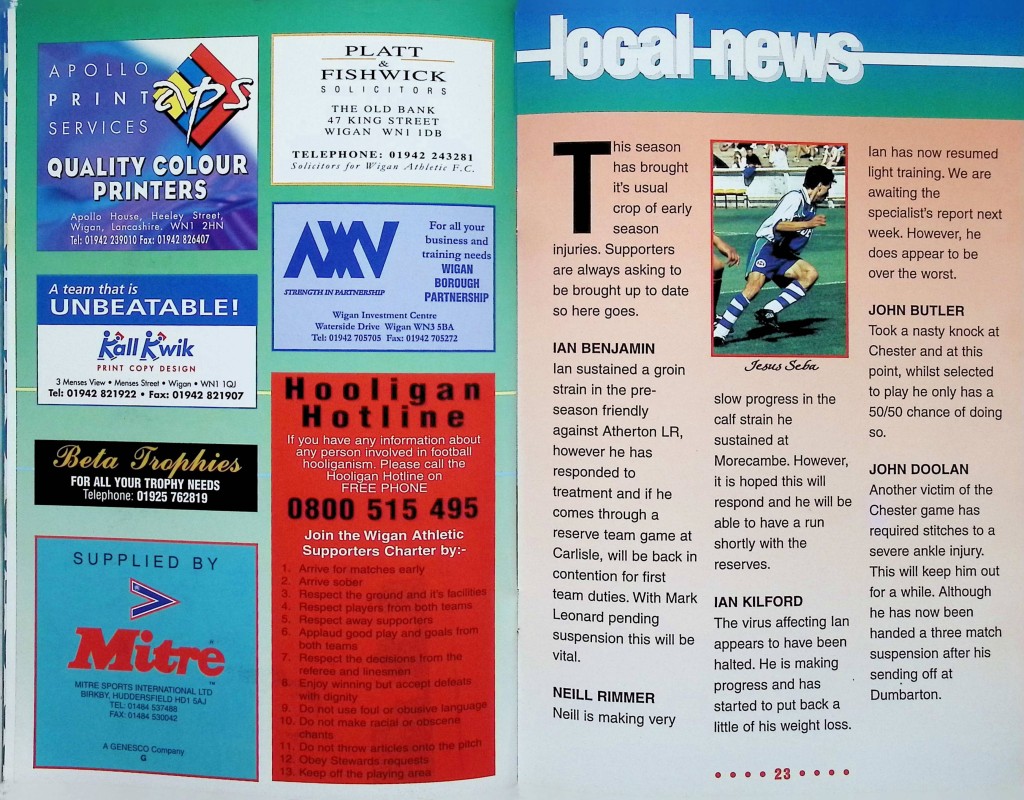 APOLLO
PRINT
SERVICES
aps
QUALITY COLOUR
PRINTERS
Apollo House, Heeley Street,
Wigan, Lancashire. WN1 2HN
Tel: 01942 239010 Fax: 01942 826407
A team that is
UNBEATABLE!
Kall Kwik
PRINT COPY DESIGN
3 Menses View • Menses Street • Wigan • WN1 1QJ
Tel: 01942 821922 • Fax: 01942 821907
Beta Trophies
FOR ALL YOUR TROPHY NEEDS
Telephone: 01925 762819
SUPPLIED BY
Mitre
™
MITRE SPORTS INTERNATIONAL LTD
BIRKBY, HUDDERSFIELD HD1 5AJ
TEL: 01484 537488
FAX: 01484 530042
A GENESCO Company
G
PLATT
&
FISHWICK
SOLICITORS
THE OLD BANK
47 KING STREET
WIGAN WN1 1DB
TELEPHONE: 01942 243281
Solicitors for Wigan Athletic F.C.
STRENGTH IN PARTNERSHIP
For all your
business and
training needs
WIGAN
BOROUGH
PARTNERSHIP
Wigan Investment Centre
Waterside Drive Wigan WN3 5BA
Tel: 01942 705705 Fax: 01942 705272
Hooligan
Hotline
If you have any information about
any person involved in football
hooliganism. Please call the
Hooligan Hotline on
FREE PHONE
0800 515 495
Join the Wigan Athletic
Supporters Charter by:-
1. Arrive for matches early
2. Arrive sober
3. Respect the ground and it's facilities
4. Respect players from both teams
5. Respect away supporters
6. Applaud good play and goals from
both teams
7. Respect the decisions from the
referee and linesmen
8. Enjoy winning but accept defeats
with dignity
9. Do not use foul or obusive language
10. Do not make racial or obscene
chants
11. Do not throw articles onto the pitch
12. Obey Stewards requests
13. Keep off the playing area
local news
This season
has brought
it's usual
crop of early
season
injuries. Supporters
are always asking to
be brought up to date
so here goes.
IAN BENJAMIN
Ian sustained a groin
strain in the pre-
season friendly
against Atherton LR,
however he has
responded to
treatment and if he
comes through a
reserve team game at
Carlisle, will be back in
contention for first
team duties. With Mark
Leonard pending
suspension this will be
vital.
NEILL RIMMER
Neill is making very
Jesus Seba
slow progress in the
calf strain he
sustained at
Morecambe. However,
it is hoped this will
respond and he will be
able to have a run
shortly with the
reserves.
IAN KILFORD
The virus affecting Ian
appears to have been
halted. He is making
progress and has
started to put back a
little of his weight loss.
Ian has now resumed
light training. We are
awaiting the
specialist's report next
week. However, he
does appear to be
over the worst.
JOHN BUTLER
Took a nasty knock at
Chester and at this
point, whilst selected
to play he only has a
50/50 chance of doing
so.
JOHN DOOLAN
Another victim of the
Chester game has
required stitches to a
severe ankle injury.
This will keep him out
for a while. Although
he has now been
handed a three match
suspension after his
sending off at
Dumbarton.
• • • • 23 • • • •